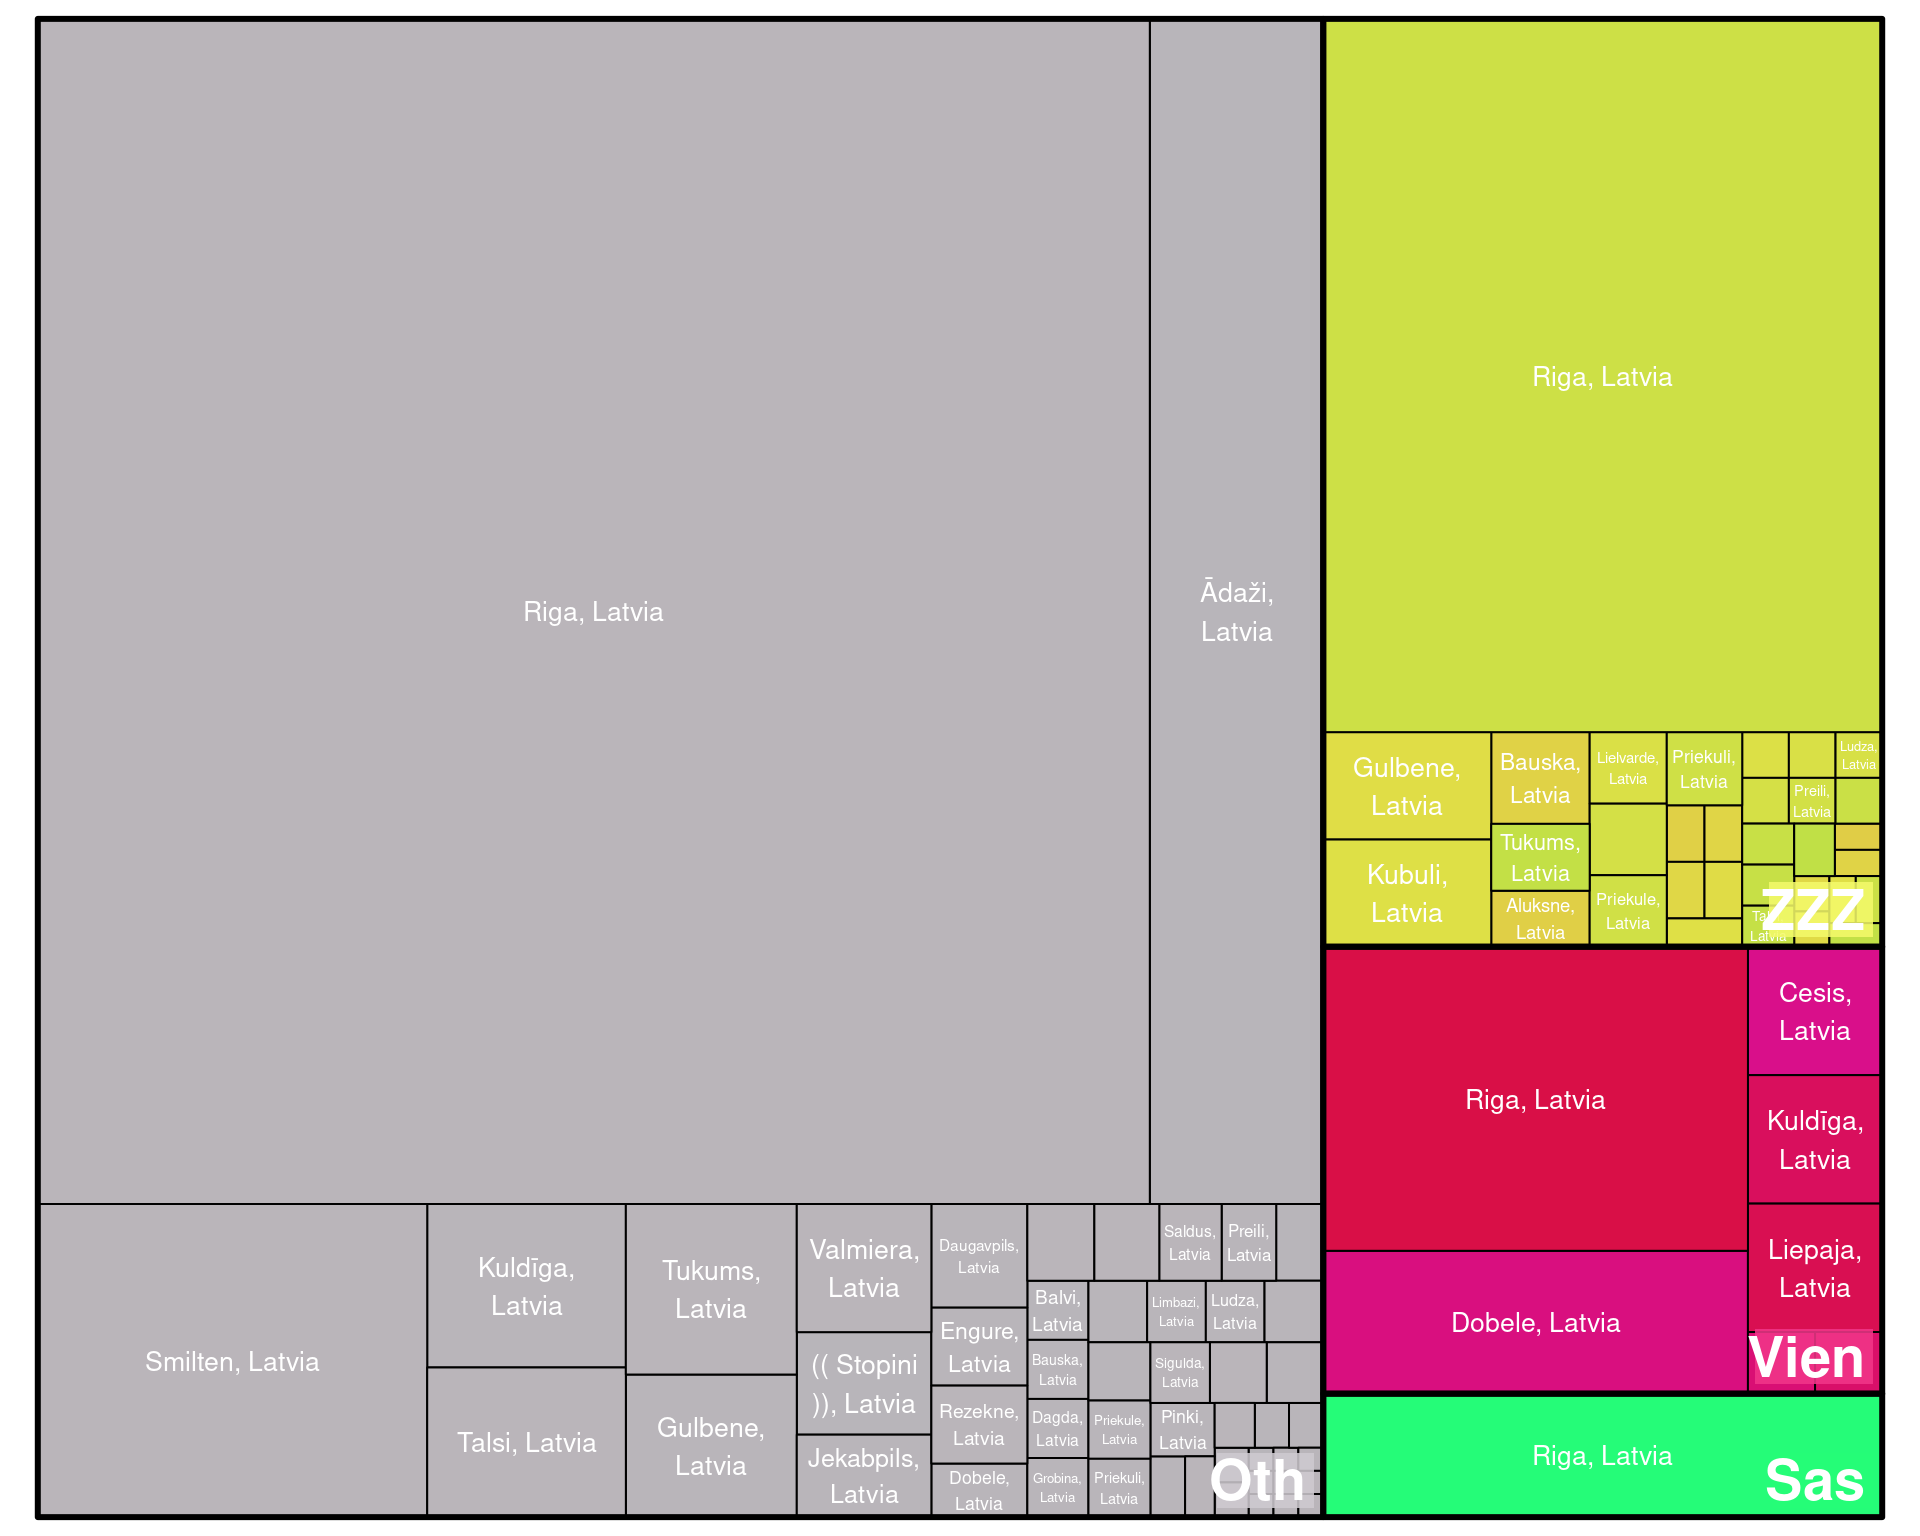 Riga, Latvia
Ādaži,
Latvia
Smilten, Latvia
Kuldīga,
Latvia
Talsi, Latvia
Tukums,
Latvia
Gulbene,
Latvia
Valmiera,
Latvia
(( Stopini
)), Latvia
Jekabpils,
Latvia
Daugavpils,
Latvia
Engure,
Latvia
Rezekne,
Latvia
Dobele,
Latvia
Balvi,
Latvia
Bauska,
Latvia
Dagda,
Latvia
Grobina,
Latvia
Priekule,
Latvia
Priekuli,
Latvia
Saldus,
Latvia
Preili,
Latvia
Limbazi,
Latvia
Ludza,
Latvia
Sigulda,
Latvia
Pinki,
Latvia
Oth
Riga, Latvia
Gulbene,
Latvia
Kubuli,
Latvia
Bauska,
Latvia
Tukums,
Latvia
Aluksne,
Latvia
Lielvarde,
Latvia
Priekule,
Latvia
Priekuli,
Latvia
Ludza,
Latvia
Preili,
Latvia
Latvia
ZZZ
Riga, Latvia
Dobele, Latvia
Cesis,
Latvia
Kuldīga,
Latvia
Liepaja,
Latvia
Vien
Riga, Latvia
Sas